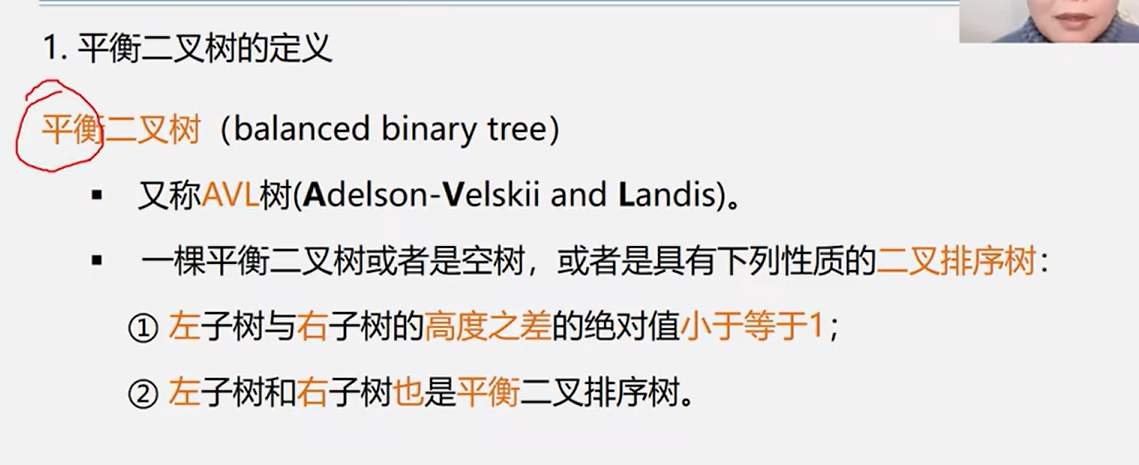 1. 平衡二叉树的定义
平衡二叉树（balanced binary tree）
▪ 又称AVL树(Adelson-Velskii and Landis)。
▪ 一棵平衡二叉树或者是空树，或者是具有下列性质的二叉排序树：
① 左子树与右子树的高度之差的绝对值小于等于1；
② 左子树和右子树也是平衡二叉排序树。